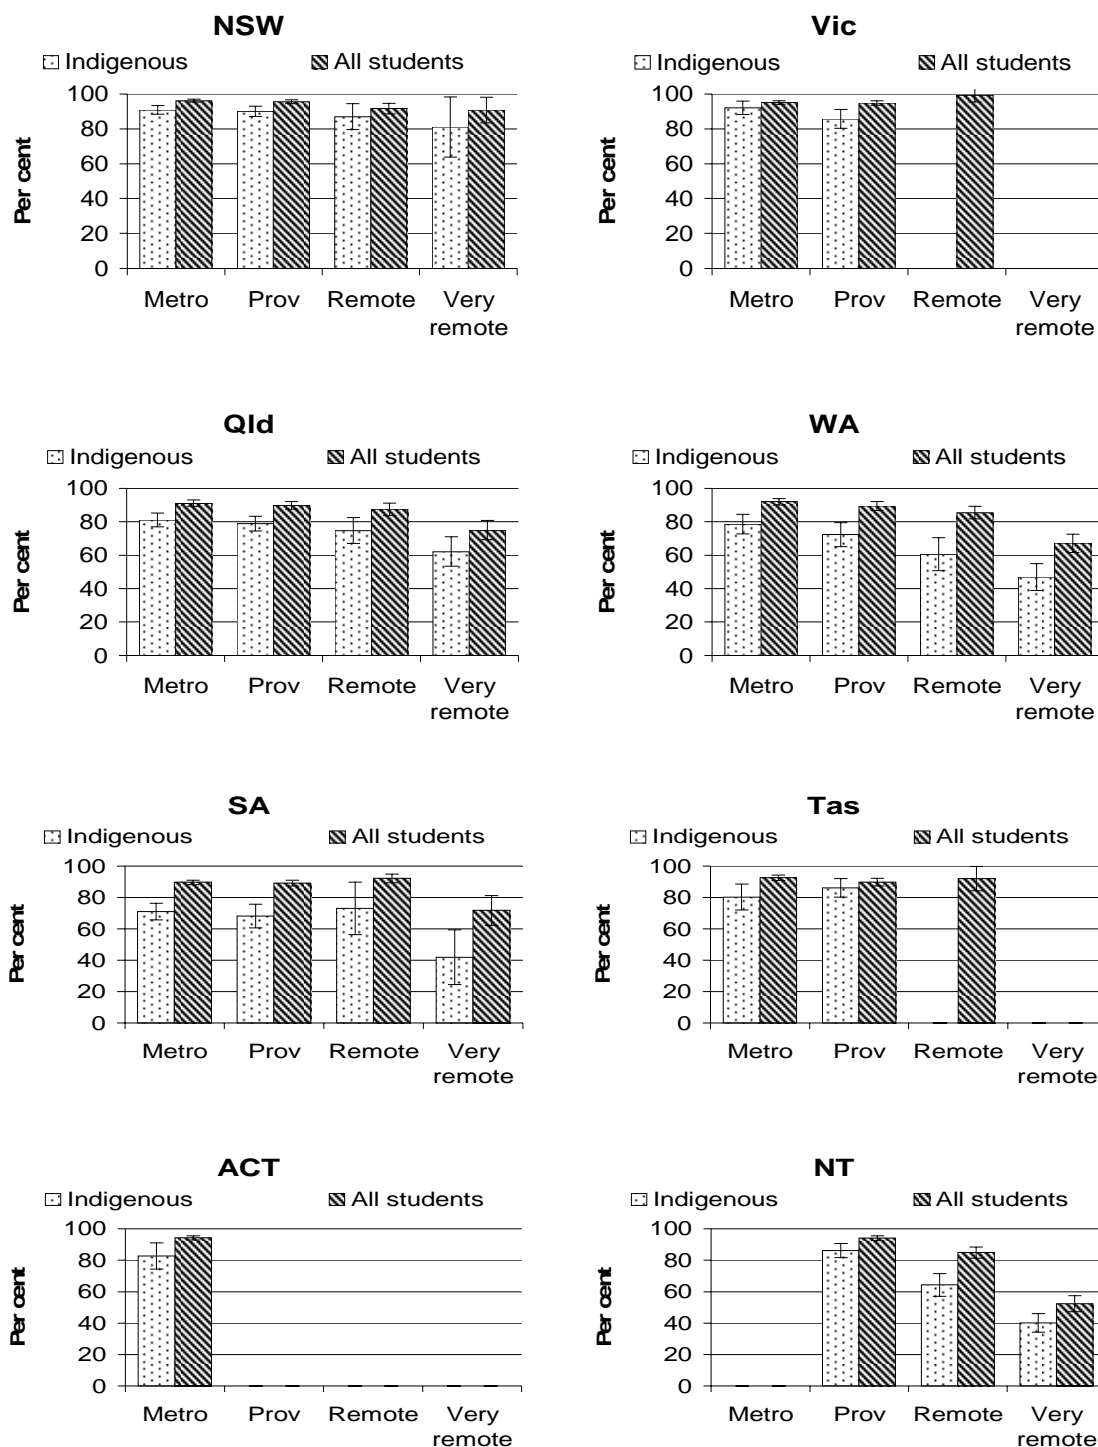 NSW
Indigenous All students
Per cent
100
80
60
40
20
0
Metro Prov Remote Very
remote
Vic
Indigenous All students
Per cent
100
80
60
40
20
0
Metro Prov Remote Very
remote
Qld
Indigenous All students
Per cent
100
80
60
40
20
0
Metro Prov Remote Very
remote
WA
Indigenous All students
Per cent
100
80
60
40
20
0
Metro Prov Remote Very
remote
SA
Indigenous All students
Per cent
100
80
60
40
20
0
Metro Prov Remote Very
remote
Tas
Indigenous All students
Per cent
100
80
60
40
20
0
Metro Prov Remote Very
remote
ACT
Indigenous All students
Per cent
100
80
60
40
20
0
Metro Prov Remote Very
remote
NT
Indigenous All students
Per cent
100
80
60
40
20
0
Metro Prov Remote Very
remote